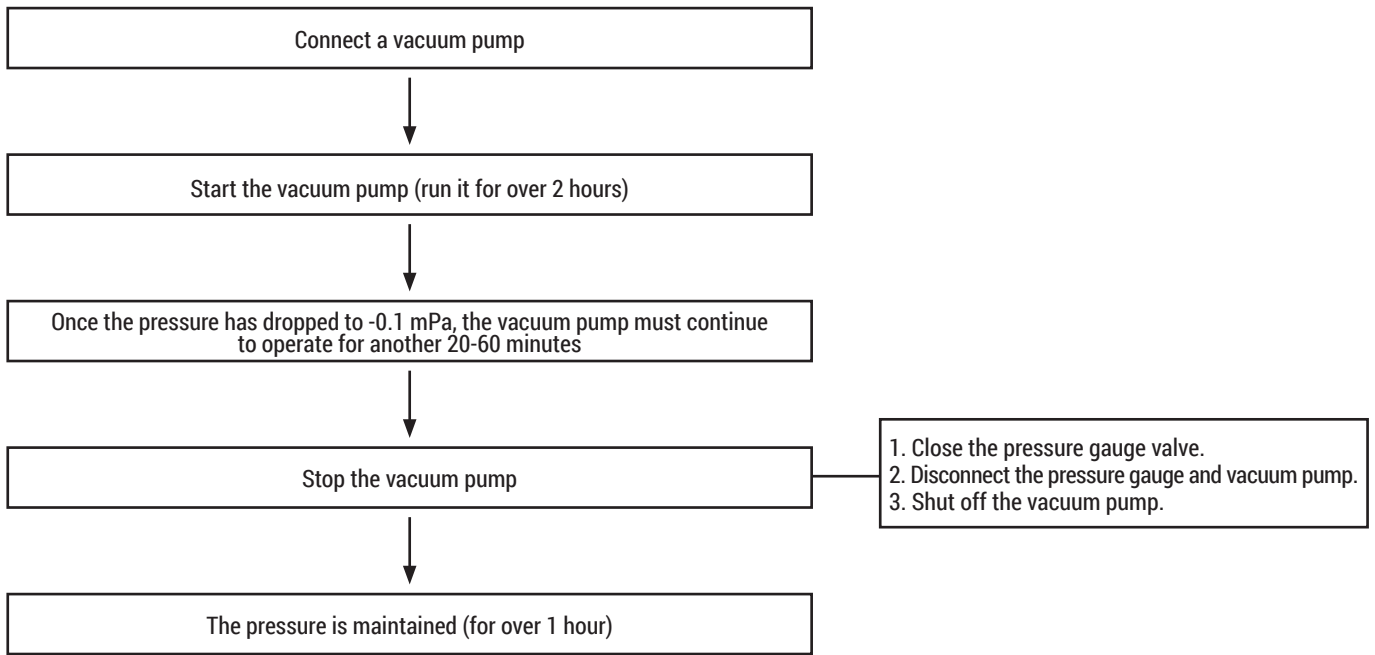 Connect a vacuum pump
Start the vacuum pump (run it for over 2 hours)
Once the pressure has dropped to -0.1 mPa, the vacuum pump must continue
to operate for another 20-60 minutes
Stop the vacuum pump
1. Close the pressure gauge valve.
2. Disconnect the pressure gauge and vacuum pump.
3. Shut off the vacuum pump.
The pressure is maintained (for over 1 hour)